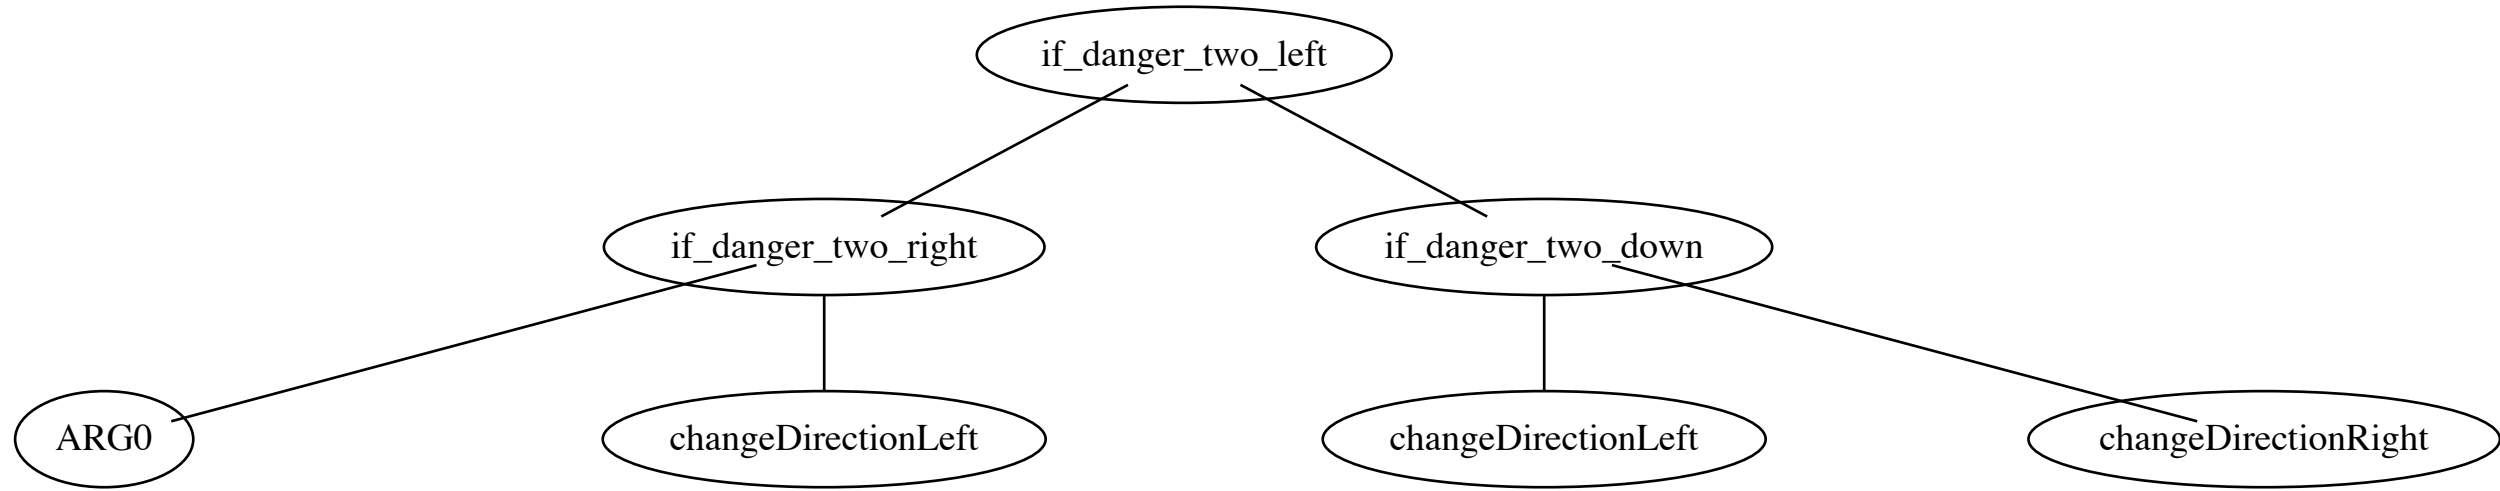 if_danger_two_left
if_danger_two_right
if_danger_two_down
ARG0
changeDirectionLeft
changeDirectionLeft
changeDirectionRight